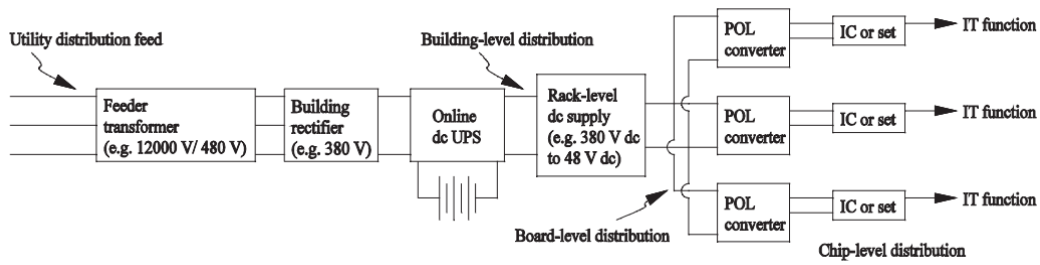 Utility distribution feed
Feeder
transformer
(e.g. 12000 V/ 480 V)
Building
rectifier
(e.g. 380 V)
Online
dc UPS
Building-level distribution
Rack-level
dc supply
(e.g. 380 V dc
to 48 V dc)
Board-level distribution
POL
converter
IC or set
IT function
POL
converter
IC or set
IT function
POL
converter
IC or set
IT function
Chip-level distribution